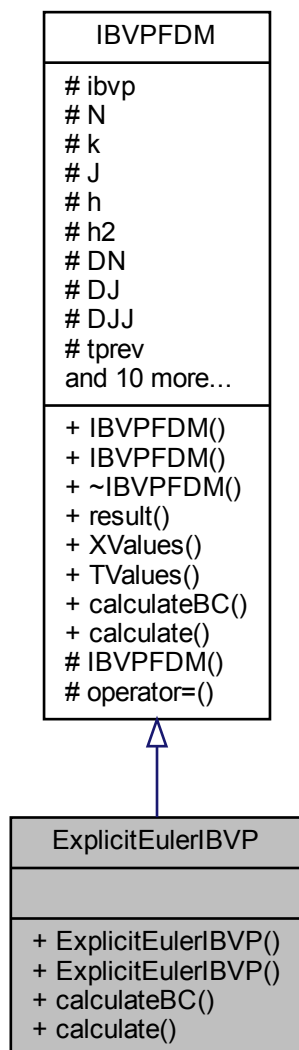 IBVPFDM
# ibvp
# N
# k
# J
# h
# h2
# DN
# DJ
# DJJ
# tprev
and 10 more...
+ IBVPFDM()
+ IBVPFDM()
+ ~IBVPFDM()
+ result()
+ XValues()
+ TValues()
+ calculateBC()
+ calculate()
# IBVPFDM()
# operator=()
ExplicitEulerIBVP
+ ExplicitEulerIBVP()
+ ExplicitEulerIBVP()
+ calculateBC()
+ calculate()